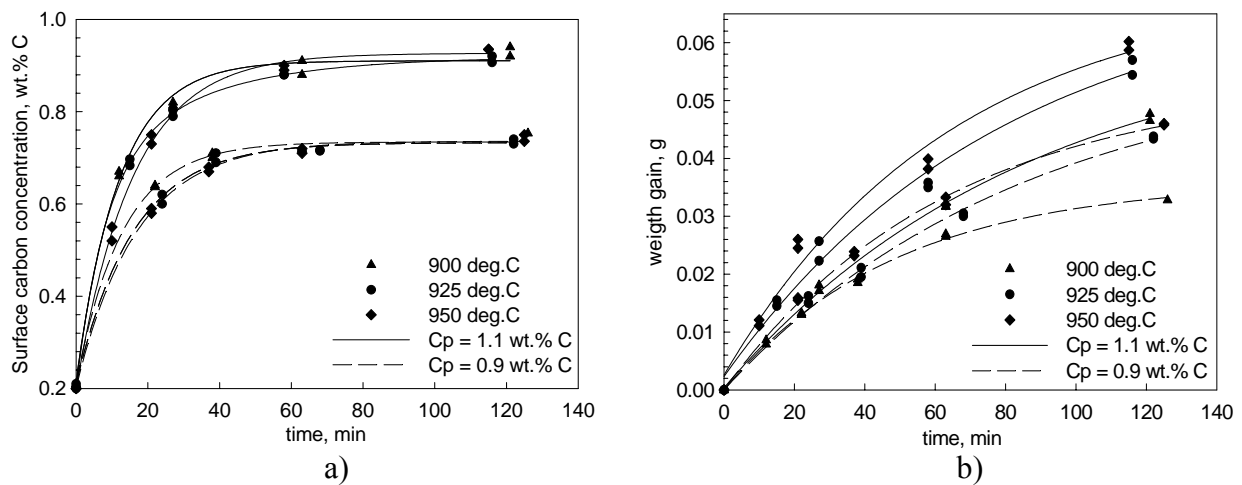 1.0
0.8
0.6
0.4
0.2
Surface carbon concentration, wt.% C
900 deg.C
925 deg.C
950 deg.C
Cp = 1.1 wt.% C
Cp = 0.9 wt.% C
0 20 40 60 80 100 120 140
time, min
a)
0.06
0.05
0.04
0.03
0.02
0.01
0.00
weigth gain, g
900 deg.C
925 deg.C
950 deg.C
Cp = 1.1 wt.% C
Cp = 0.9 wt.% C
0 20 40 60 80 100 120 140
time, min
b)